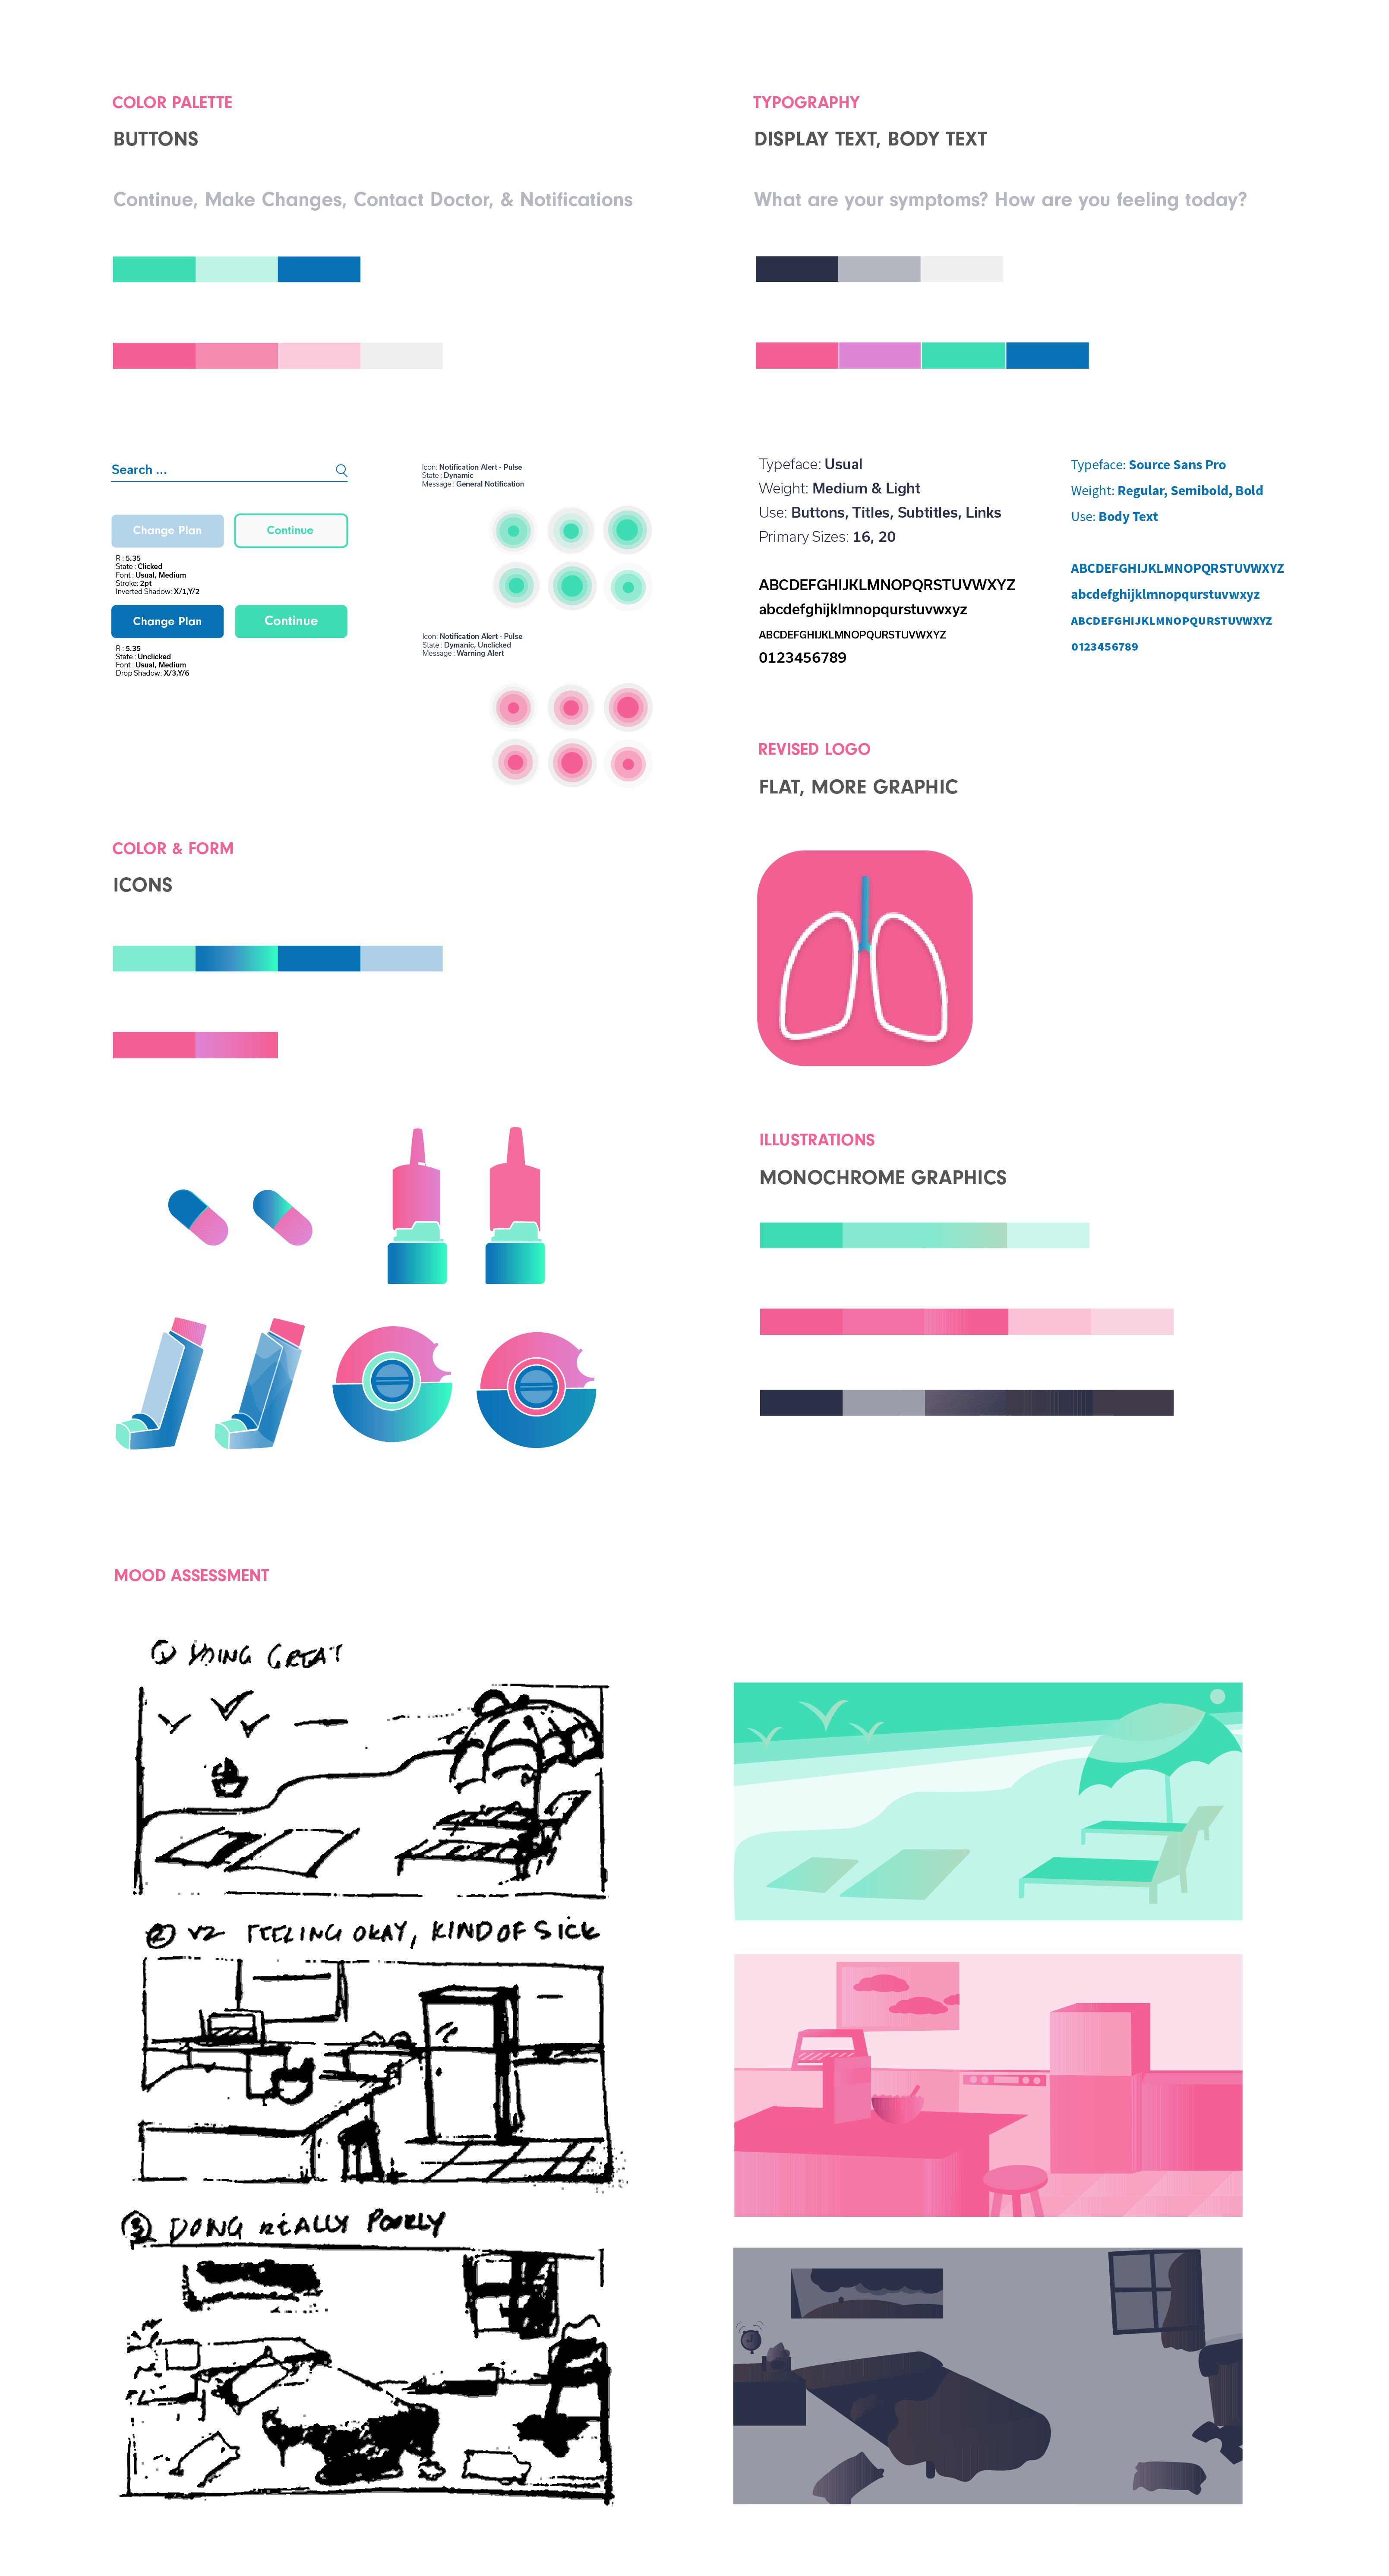 COLOR PALETTE
BUTTONS
Continue, Make Changes, Contact Doctor, & Notifications
Search ...
Change Plan
Continue
R : 5.35
State : Clicked
Font : Usual, Medium
Stroke: 2pt
Inverted Shadow: X/1,Y/2
Change Plan
Continue
R : 5.35
State : Unclicked
Font : Usual, Medium
Drop Shadow: X/3,Y/6
Icon: Notification Alert - Pulse
State : Dynamic
Message : General Notification
Icon: Notification Alert - Pulse
State : Dymanic, Unclicked
Message : Warning Alert
TYPOGRAPHY
DISPLAY TEXT, BODY TEXT
What are your symptoms? How are you feeling today?
Typeface: Usual
Weight: Medium & Light
Use: Buttons, Titles, Subtitles, Links
Primary Sizes: 16, 20
ABCDEFGHIJKLMNOPQRSTUVWXYZ
abcdefghijklmnopqurstuvwxyz
ABCDEFGHIJKLMNOPQURSTUVWXYZ
0123456789
Typeface: Source Sans Pro
Weight: Regular, Semibold, Bold
Use: Body Text
ABCDEFGHIJKLMNOPQRSTUVWXYZ
abcdefghijklmnopqurstuvwxyz
ABCDEFGHIJKLMNOPQURSTUVWXYZ
0123456789
REVISED LOGO
FLAT, MORE GRAPHIC
COLOR & FORM
ICONS
ILLUSTRATIONS
MONOCHROME GRAPHICS
MOOD ASSESSMENT
1 DOING GREAT
2 V2 FEELING OKAY, KIND OF SICK
3 DOING REALLY POORLY